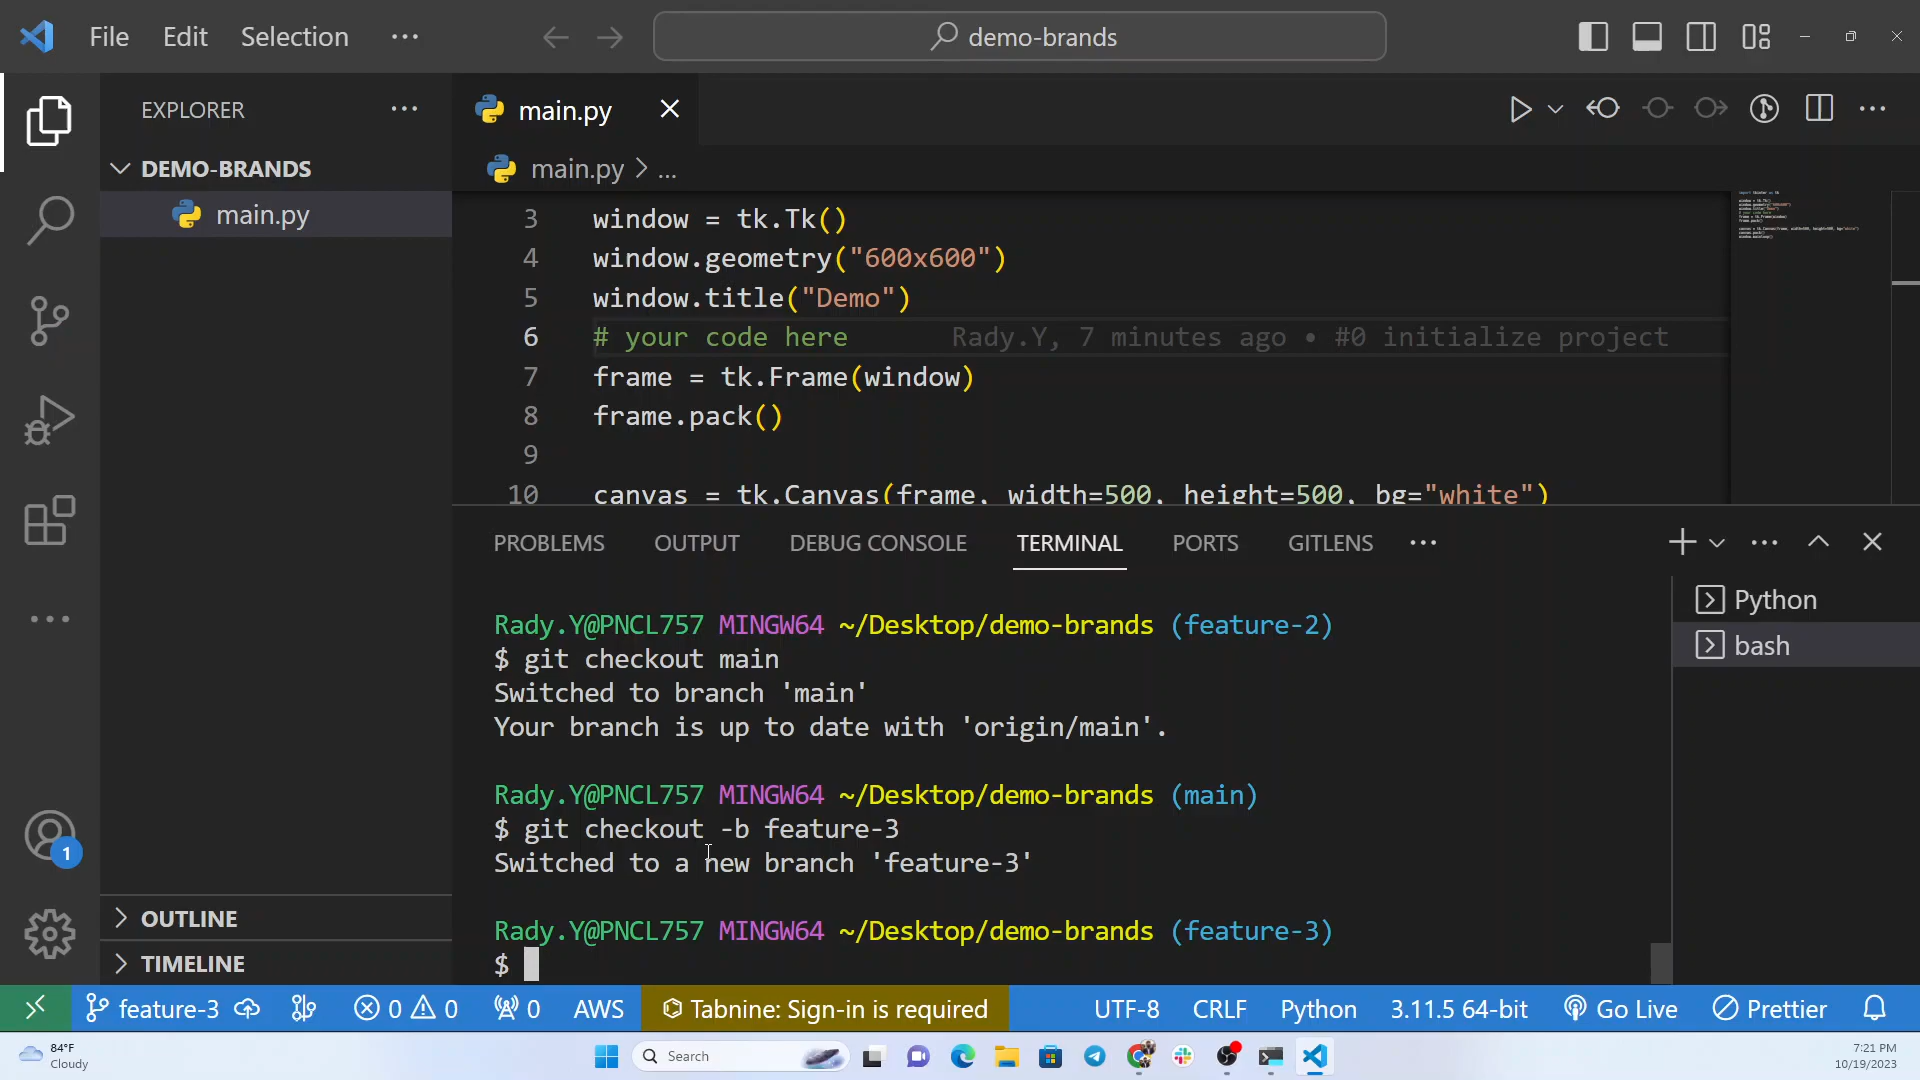 File Edit Selection ··· demo-brands
EXPLORER ···
main.py
DEMO-BRANDS
main.py > ...
main.py
3 window = tk.Tk()
4 window.geometry("600x600")
5 window.title("Demo")
6 # your code here Rady.Y, 7 minutes ago • #0 initialize project
7 frame = tk.Frame(window)
8 frame.pack()
9
10 canvas = tk.Canvas(frame, width=500, height=500, bg="white")
PROBLEMS OUTPUT DEBUG CONSOLE TERMINAL PORTS GITLENS ···
Python
bash
Rady.Y@PNCL757 MINGW64 ~/Desktop/demo-brands (feature-2)
$ git checkout main
Switched to branch 'main'
Your branch is up to date with 'origin/main'.
Rady.Y@PNCL757 MINGW64 ~/Desktop/demo-brands (main)
$ git checkout -b feature-3
Switched to a new branch 'feature-3'
Rady.Y@PNCL757 MINGW64 ~/Desktop/demo-brands (feature-3)
$
1
OUTLINE
TIMELINE
feature-3 0 0 0 AWS Tabnine: Sign-in is required UTF-8 CRLF Python 3.11.5 64-bit Go Live Prettier
84°F
Cloudy
Search
7:21 PM
10/19/2023